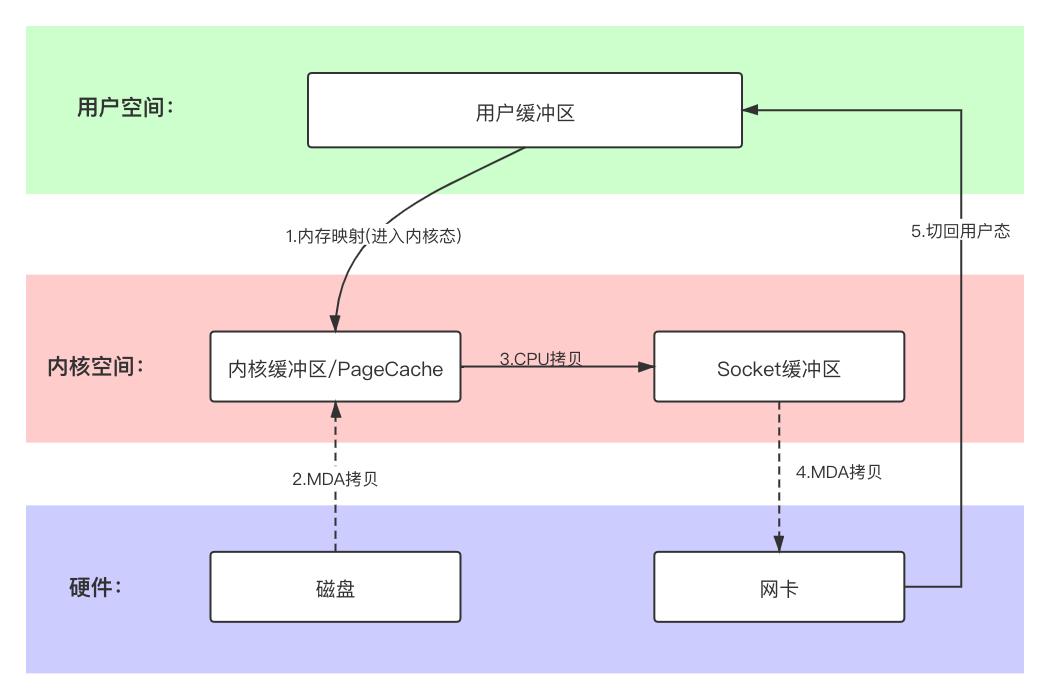 用户空间：
用户缓冲区
1.内存映射(进入内核态)
5.切回用户态
内核空间：
内核缓冲区/PageCache
3.CPU拷贝
Socket缓冲区
2.MDA拷贝
4.MDA拷贝
硬件：
磁盘
网卡